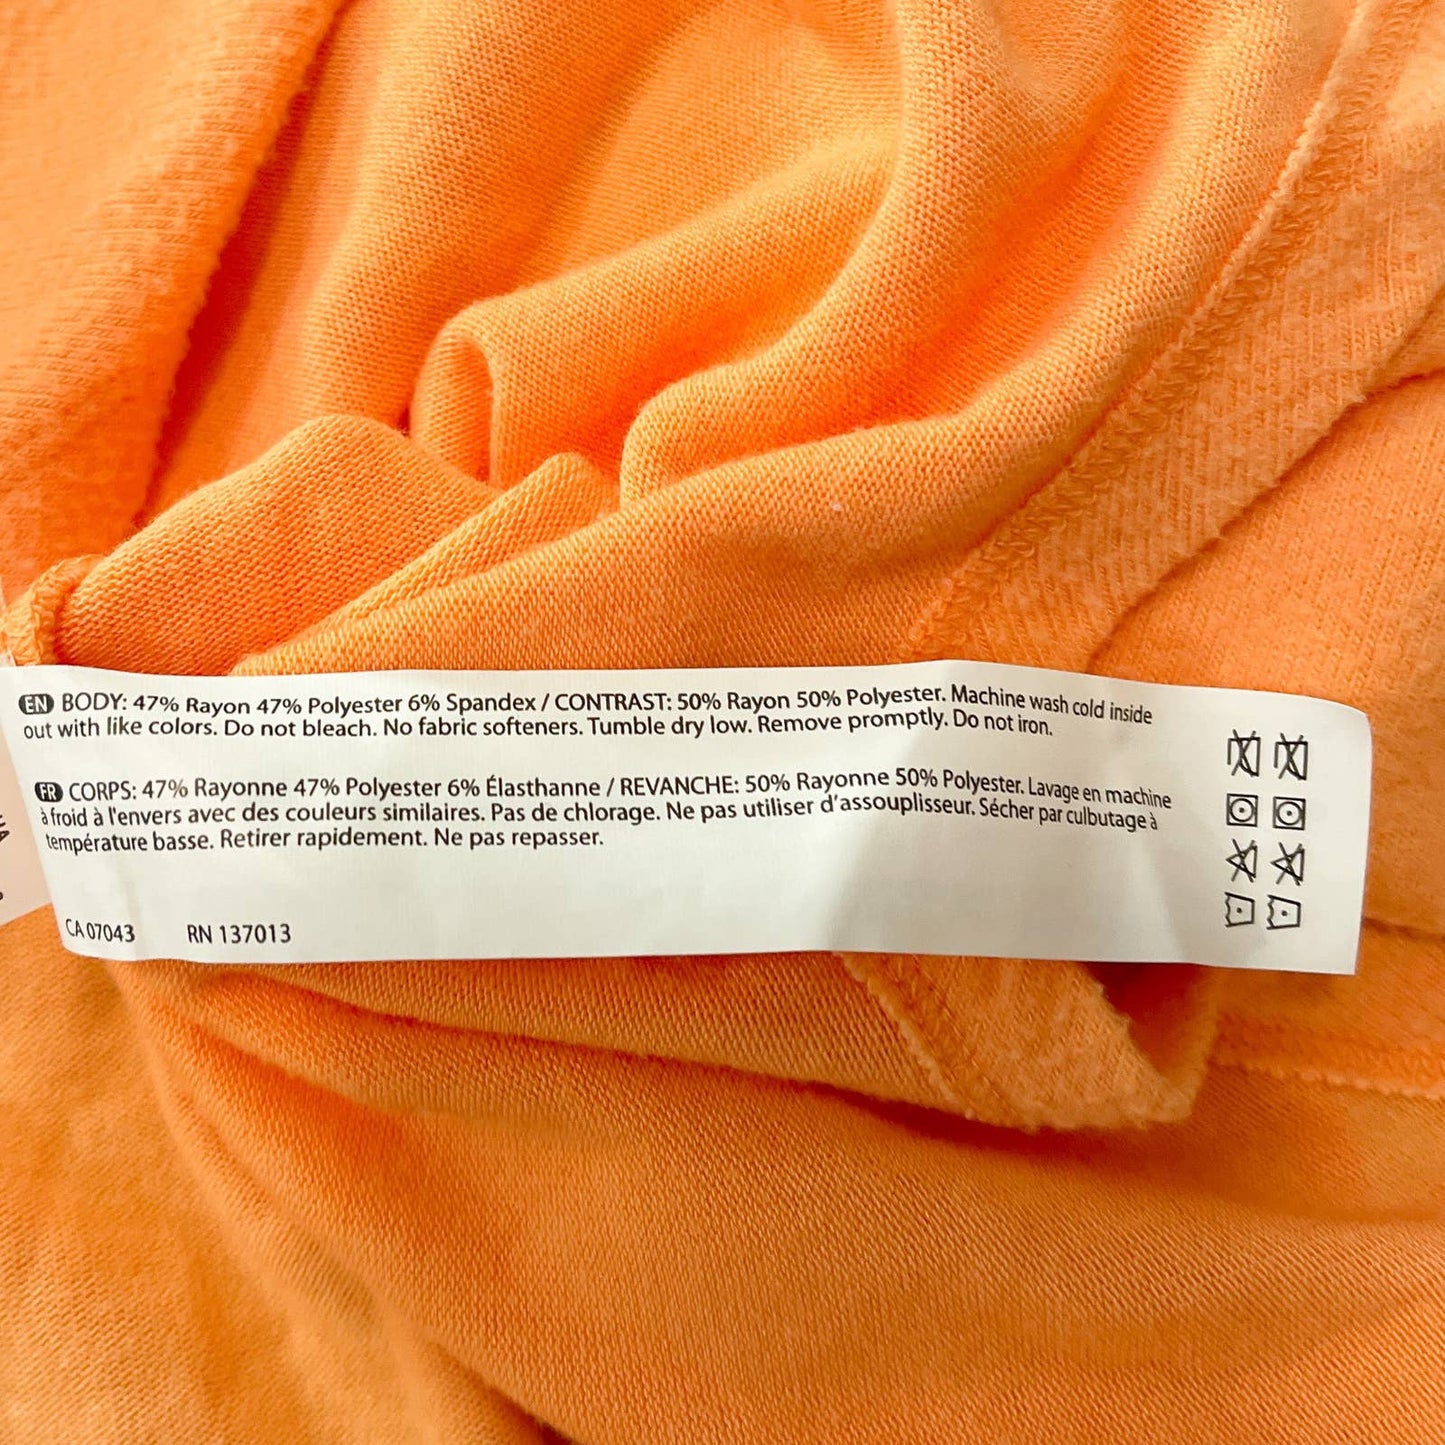 EN BODY: 47% Rayon 47% Polyester 6% Spandex / CONTRAST: 50% Rayon 50% Polyester. Machine wash cold inside
out with like colors. Do not bleach. No fabric softeners. Tumble dry low. Remove promptly. Do not iron.
FR CORPS: 47% Rayonne 47% Polyester 6% Élasthanne / REVANCHE: 50% Rayonne 50% Polyester. Lavage en machine
à froid à l'envers avec des couleurs similaires. Pas de chlorage. Ne pas utiliser d'assouplisseur. Sécher par culbutage à
température basse. Retirer rapidement. Ne pas repasser.
CA 07043 RN 137013